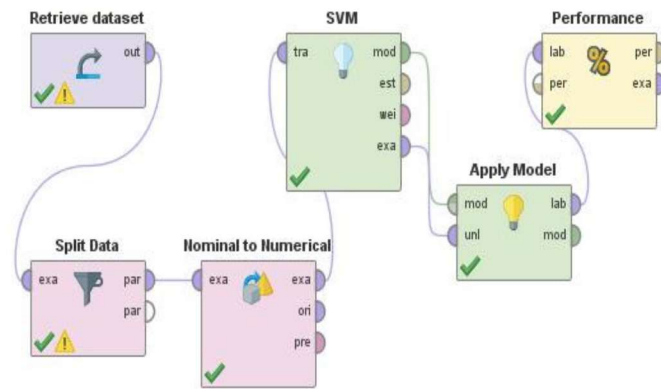 Retrieve dataset
out
Split Data
exa par
par
Nominal to Numerical
exa exa
ori
pre
SVM
tra mod
est
wei
exa
Apply Model
mod lab
unl mod
Performance
lab % per
per exa